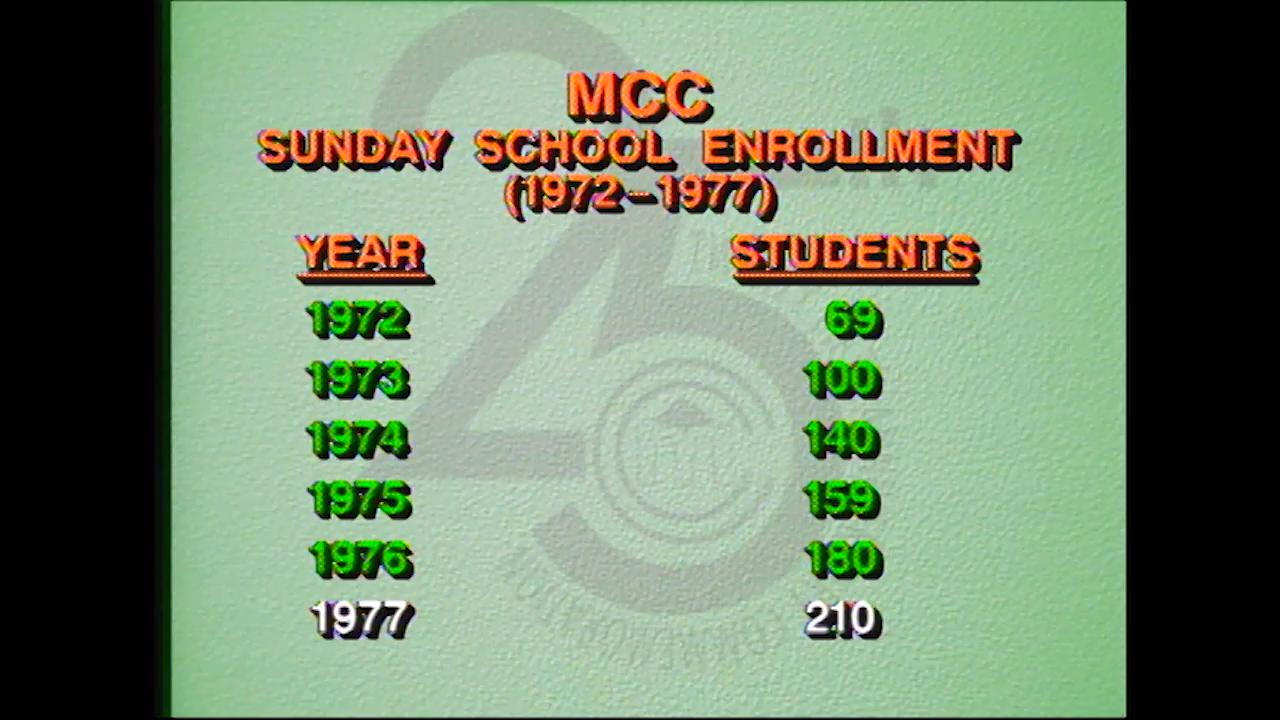 MCC
SUNDAY SCHOOL ENROLLMENT
(1972-1977)
YEAR STUDENTS
1972 69
1973 100
1974 140
1975 159
1976 180
1977 210
25